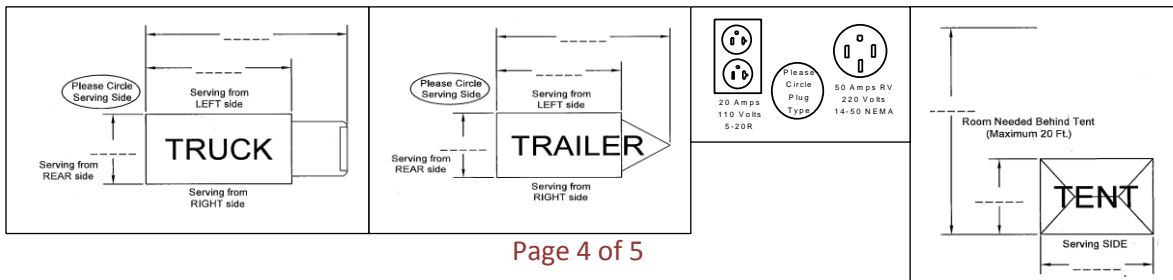 Please Circle
Serving Side
Serving from
LEFT side
TRUCK
Serving from
REAR side
Serving from
RIGHT side
Please Circle
Serving Side
Serving from
LEFT side
TRAILER
Serving from
REAR side
Serving from
RIGHT side
20 Amps
110 Volts
5-20R
Please
Circle
Plug
Type
50 Amps RV
220 Volts
14-50 NEMA
Room Needed Behind Tent
(Maximum 20 Ft.)
TENT
Serving SIDE
Page 4 of 5